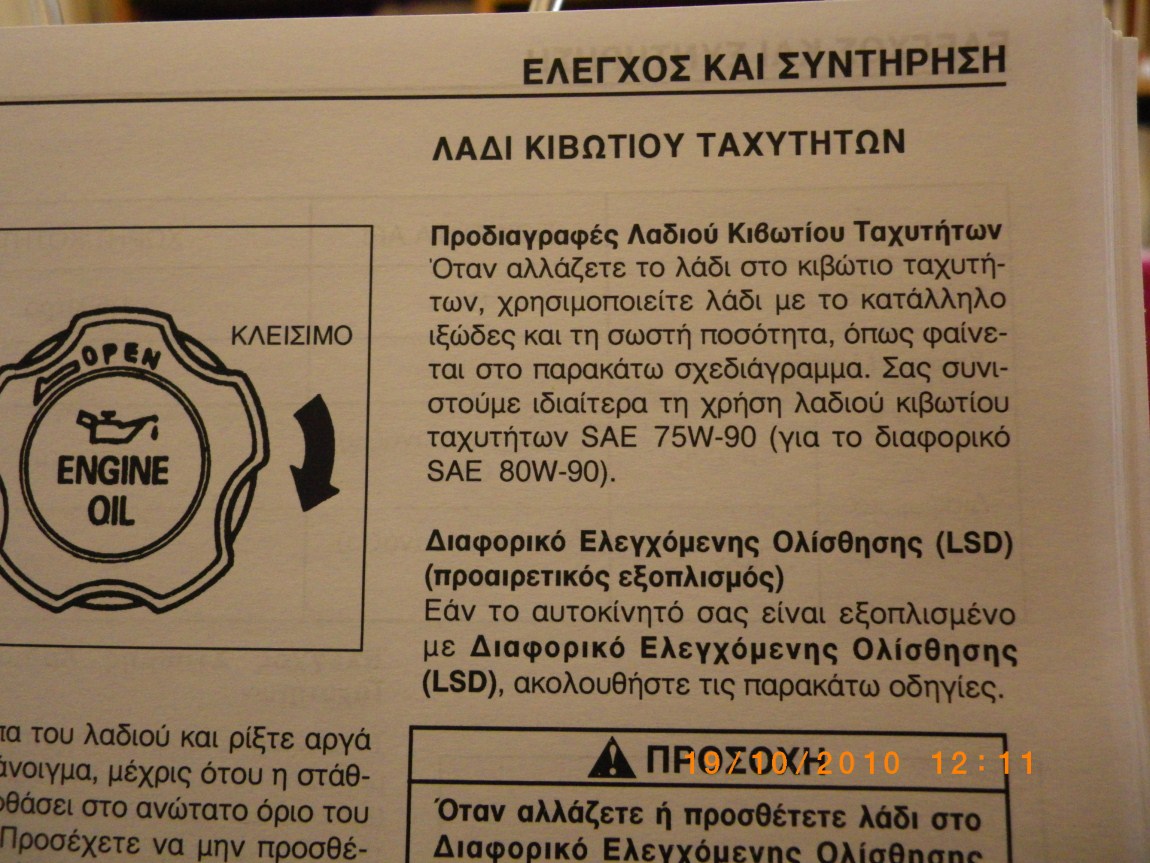 ΕΛΕΓΧΟΣ ΚΑΙ ΣΥΝΤΗΡΗΣΗ
ΚΛΕΙΣΙΜΟ
OPEN
ENGINE
OIL
του λαδιού και ρίξτε αργά
μέχρις ότου η στάθ-
στο ανώτατο όριο του
Προσέχετε να μην προσθέ-
ΛΑΔΙ ΚΙΒΩΤΙΟΥ ΤΑΧΥΤΗΤΩΝ
Προδιαγραφές Λαδιού Κιβωτίου Ταχυτήτων
Όταν αλλάζετε το λάδι στο κιβώτιο ταχυτή-
των, χρησιμοποιείτε λάδι με το κατάλληλο
ιξώδες και τη σωστή ποσότητα, όπως φαίνε-
ται στο παρακάτω σχεδιάγραμμα. Σας συνι-
στούμε ιδιαίτερα τη χρήση λαδιού κιβωτίου
ταχυτήτων SAE 75W-90 (για το διαφορικό
SAE 80W-90).
Διαφορικό Ελεγχόμενης Ολίσθησης (LSD)
(προαιρετικός εξοπλισμός)
Εάν το αυτοκίνητό σας είναι εξοπλισμένο
με Διαφορικό Ελεγχόμενης Ολίσθησης
(LSD), ακολουθήστε τις παρακάτω οδηγίες.
ΠΡΟΣΟΧΗ
19/10/2010 12:11
Όταν αλλάζετε ή προσθέτετε λάδι στο
Διαφορικό Ελεγχόμενης Ολίσθησης